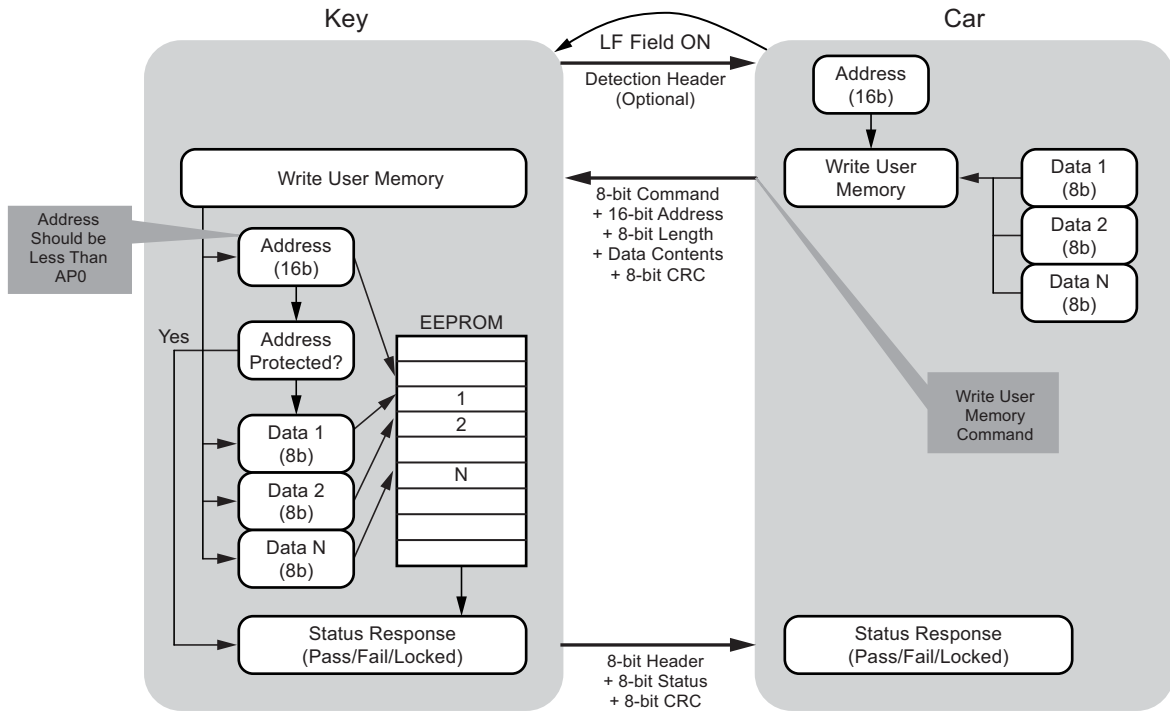 Key
Car
LF Field ON
Detection Header
(Optional)
Address
(16b)
Write User Memory
Write User
Memory
Data 1
(8b)
Data 2
(8b)
Data N
(8b)
8-bit Command
+ 16-bit Address
+ 8-bit Length
+ Data Contents
+ 8-bit CRC
Address
Should be
Less Than
AP0
Address
(16b)
Yes
Address
Protected?
EEPROM
1
2
N
Data 1
(8b)
Data 2
(8b)
Data N
(8b)
Write User
Memory
Command
Status Response
(Pass/Fail/Locked)
8-bit Header
+ 8-bit Status
+ 8-bit CRC
Status Response
(Pass/Fail/Locked)